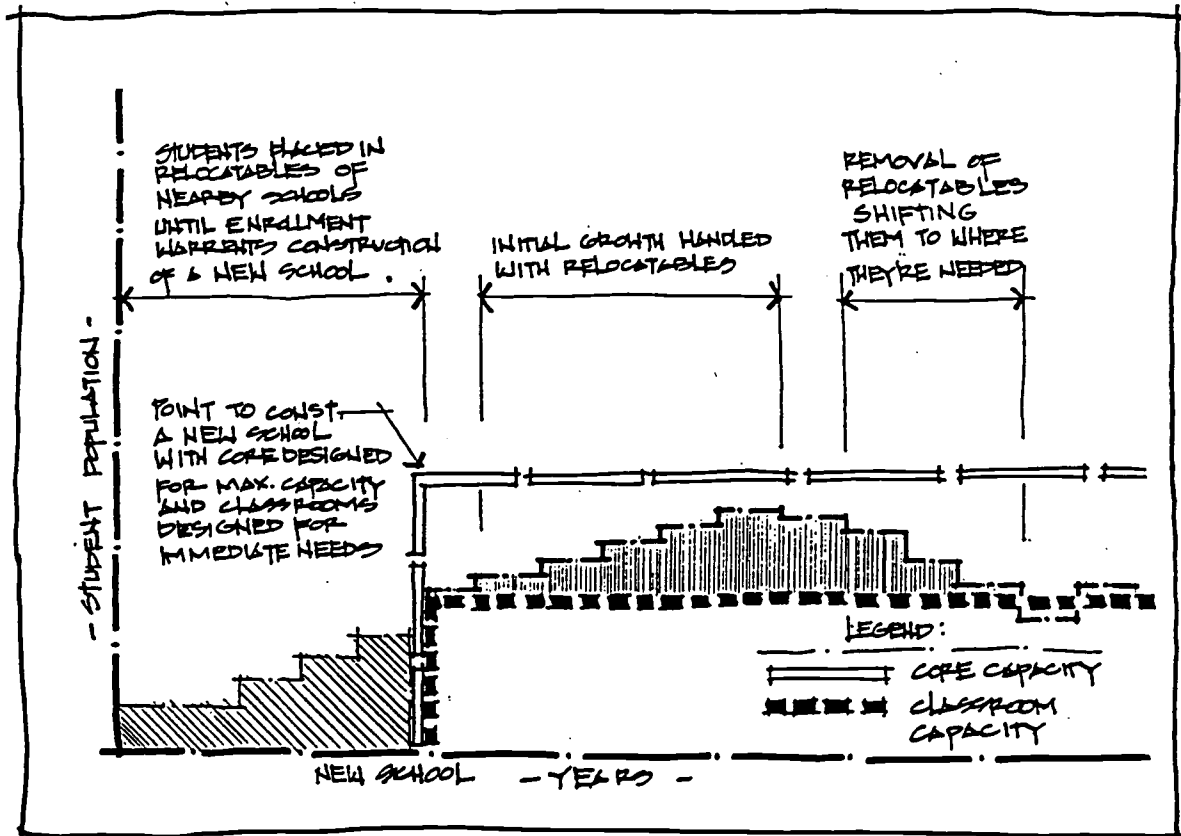 STUDENTS PLACED IN
RELOCATABLES OF
NEARBY SCHOOLS
UNTIL ENROLLMENT
WARRENTS CONSTRUCTION
OF A NEW SCHOOL.
INITIAL GROWTH HANDLED
WITH RELOCATABLES
REMOVAL OF
RELOCATABLES
SHIFTING
THEM TO WHERE
THEY'RE NEEDED
- STUDENT POPULATION -
POINT TO CONST.
A NEW SCHOOL
WITH CORE DESIGNED
FOR MAX. CAPACITY
AND CLASSROOMS
DESIGNED FOR
IMMEDIATE NEEDS
LEGEND:
CORE CAPACITY
CLASSROOM
CAPACITY
NEW SCHOOL - YEARS -